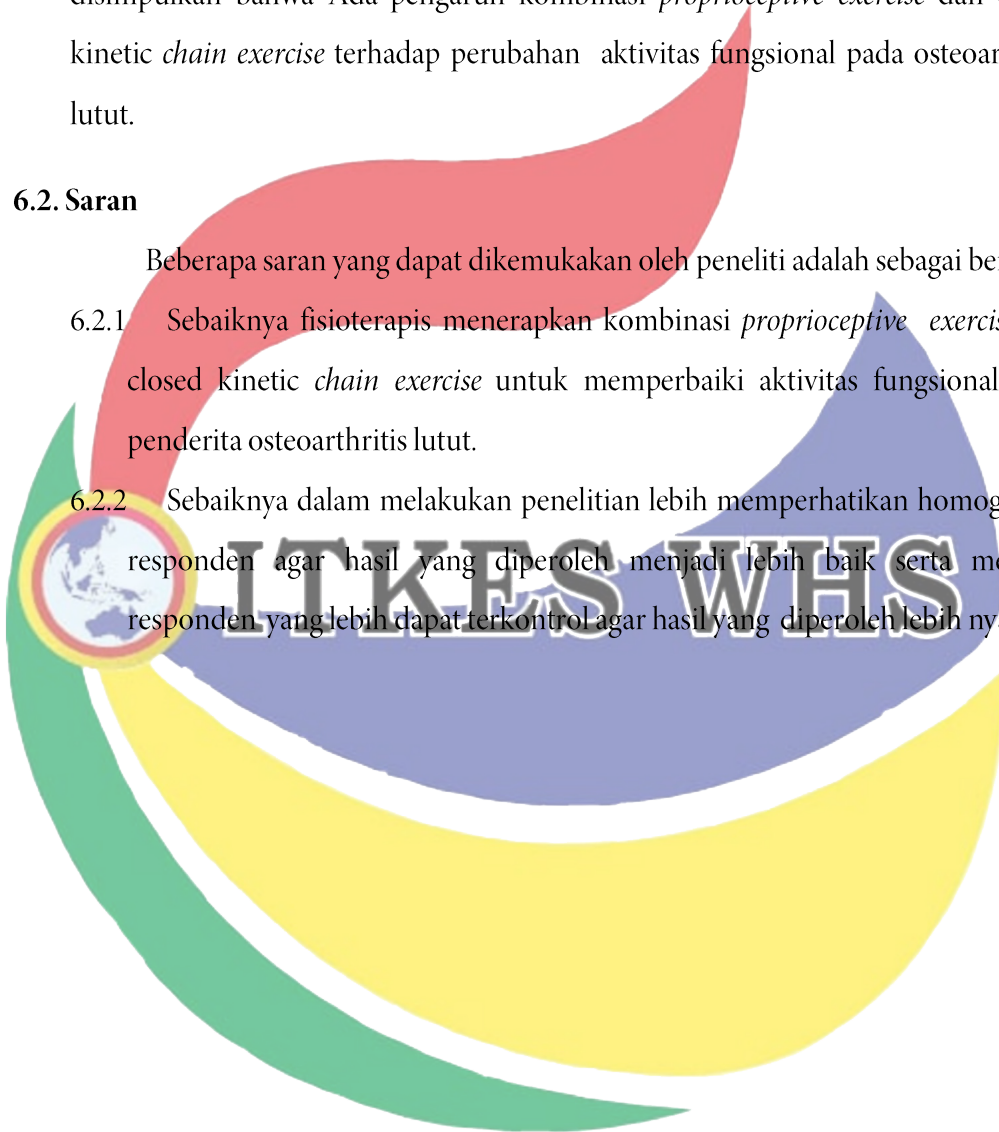 disimpulkan bahwa Ada pengaruh kombinasi proprioceptive exercise dan
kinetic chain exercise terhadap perubahan aktivitas fungsional pada osteoar
lutut.
6.2. Saran
Beberapa saran yang dapat dikemukakan oleh peneliti adalah sebagai be
6.2.1 Sebaiknya fisioterapis menerapkan kombinasi proprioceptive exercis
closed kinetic chain exercise untuk memperbaiki aktivitas fungsional
penderita osteoarthritis lutut.
6.2.2 Sebaiknya dalam melakukan penelitian lebih memperhatikan homog
responden agar hasil yang diperoleh menjadi lebih baik serta me
responden yang lebih dapat terkontrol agar hasil yang diperoleh lebih ny
ITKES WHS